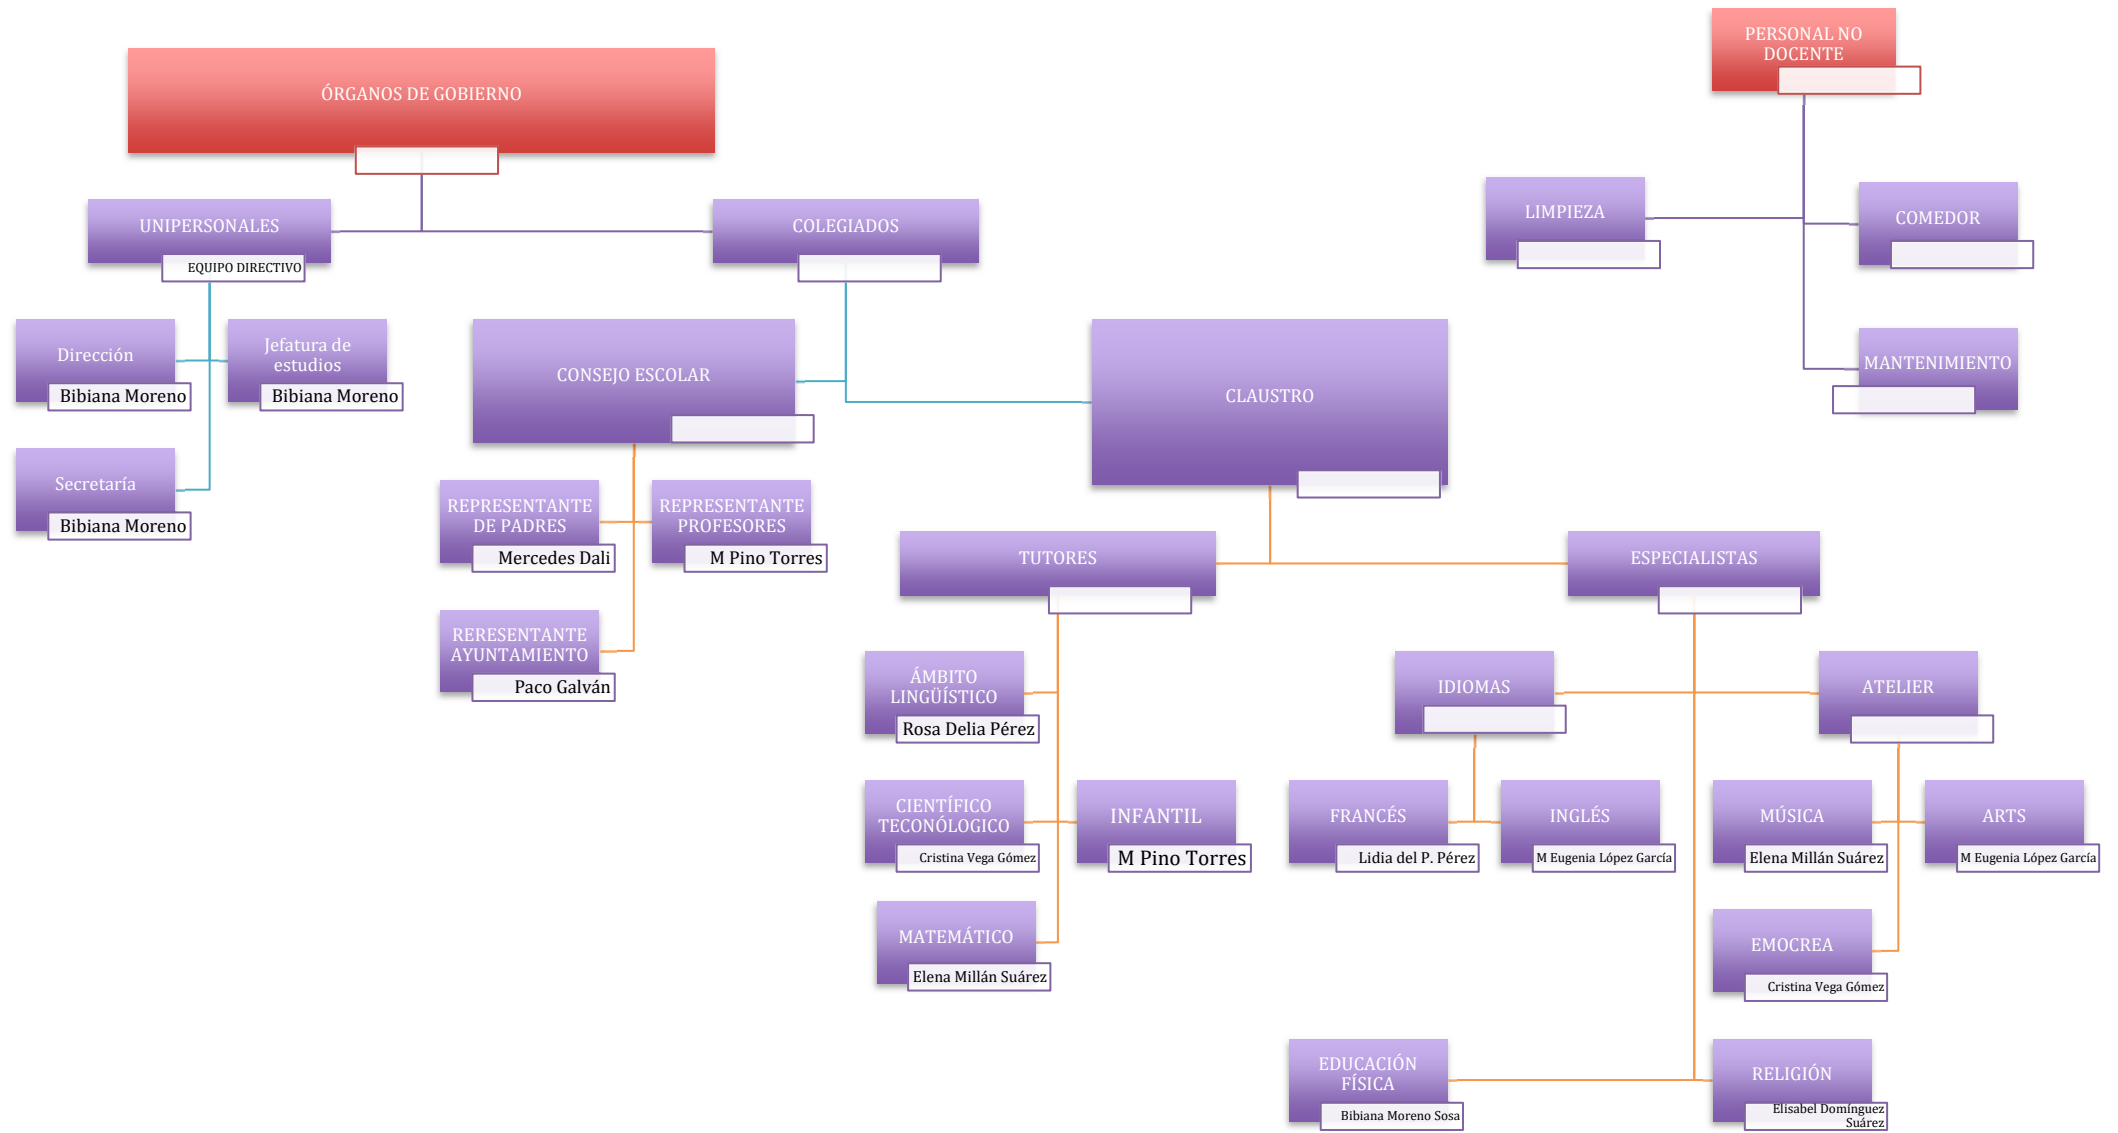 PERSONAL NO
DOCENTE
ÓRGANOS DE GOBIERNO
UNIPERSONALES
EQUIPO DIRECTIVO
COLEGIADOS
LIMPIEZA
COMEDOR
Dirección
Bibiana Moreno
Jefatura de
estudios
Bibiana Moreno
Secretaría
Bibiana Moreno
CONSEJO ESCOLAR
CLAUSTRO
MANTENIMIENTO
REPRESENTANTE
DE PADRES
Mercedes Dali
REPRESENTANTE
PROFESORES
M Pino Torres
RERESENTANTE
AYUNTAMIENTO
Paco Galván
TUTORES
ESPECIALISTAS
ÁMBITO
LINGÜÍSTICO
Rosa Delia Pérez
CIENTÍFICO
TECONÓLOGICO
Cristina Vega Gómez
INFANTIL
M Pino Torres
MATEMÁTICO
Elena Millán Suárez
IDIOMAS
ATELIER
FRANCÉS
Lidia del P. Pérez
INGLÉS
M Eugenia López García
MÚSICA
Elena Millán Suárez
ARTS
M Eugenia López García
EMOCREA
Cristina Vega Gómez
EDUCACIÓN
FÍSICA
Bibiana Moreno Sosa
RELIGIÓN
Elisabel Domínguez
Suárez